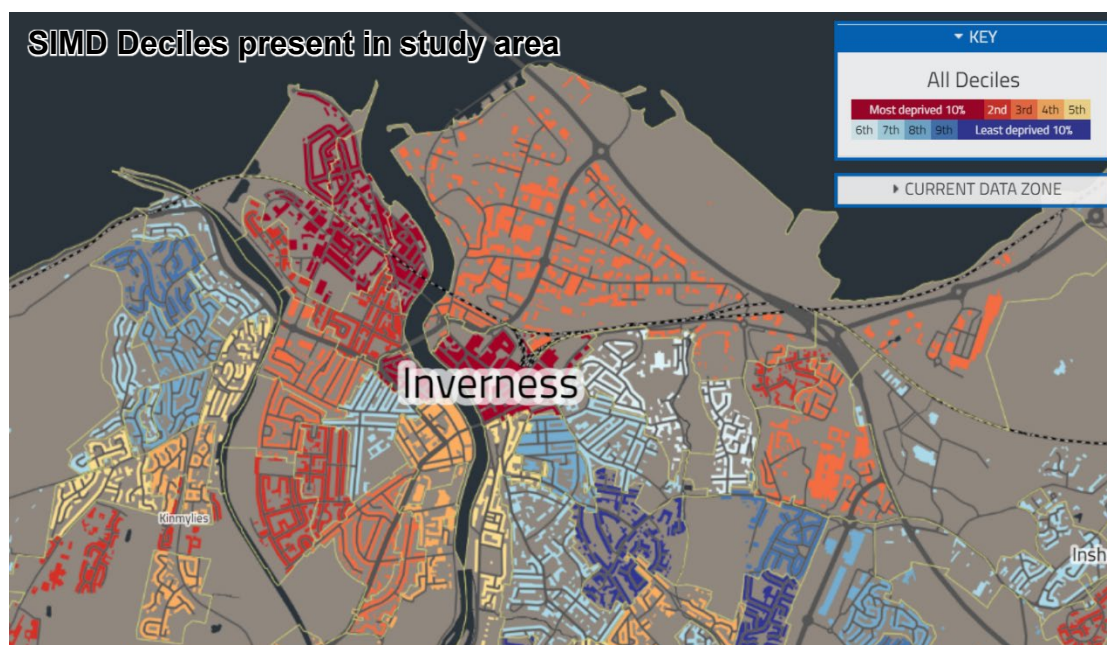 SIMD Deciles present in study area
KEY
All Deciles
Most deprived 10% 2nd 3rd 4th 5th
6th 7th 8th 9th Least deprived 10%
CURRENT DATA ZONE
Inverness
Kinmylies
Insh